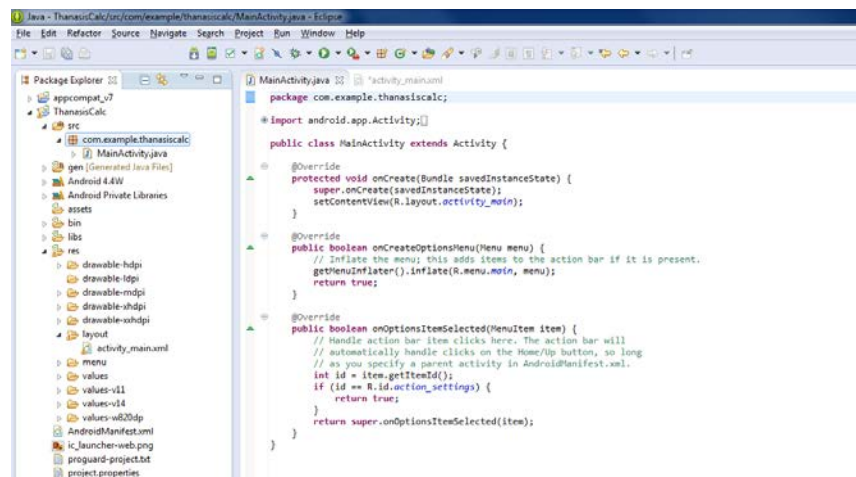 Java - ThanasisCalc/src/com/example/thanasiscalc/MainActivity.java - Eclipse
File Edit Refactor Source Navigate Search Project Run Window Help
Package Explorer
appcompat_v7
ThanasisCalc
src
com.example.thanasiscalc
MainActivity.java
gen [Generated Java Files]
Android 4.4W
Android Private Libraries
assets
bin
libs
res
drawable-hdpi
drawable-ldpi
drawable-mdpi
drawable-xhdpi
drawable-xxhdpi
layout
activity_main.xml
menu
values
values-v11
values-v14
values-w820dp
AndroidManifest.xml
ic_launcher-web.png
proguard-project.txt
project.properties
MainActivity.java
*activity_main.xml
package com.example.thanasiscalc;
import android.app.Activity;
public class MainActivity extends Activity {
@Override
protected void onCreate(Bundle savedInstanceState) {
super.onCreate(savedInstanceState);
setContentView(R.layout.activity_main);
}
@Override
public boolean onCreateOptionsMenu(Menu menu) {
// Inflate the menu; this adds items to the action bar if it is present.
getMenuInflater().inflate(R.menu.main, menu);
return true;
}
@Override
public boolean onOptionsItemSelected(MenuItem item) {
// Handle action bar item clicks here. The action bar will
// automatically handle clicks on the Home/Up button, so long
// as you specify a parent activity in AndroidManifest.xml.
int id = item.getItemId();
if (id == R.id.action_settings) {
return true;
}
return super.onOptionsItemSelected(item);
}
}